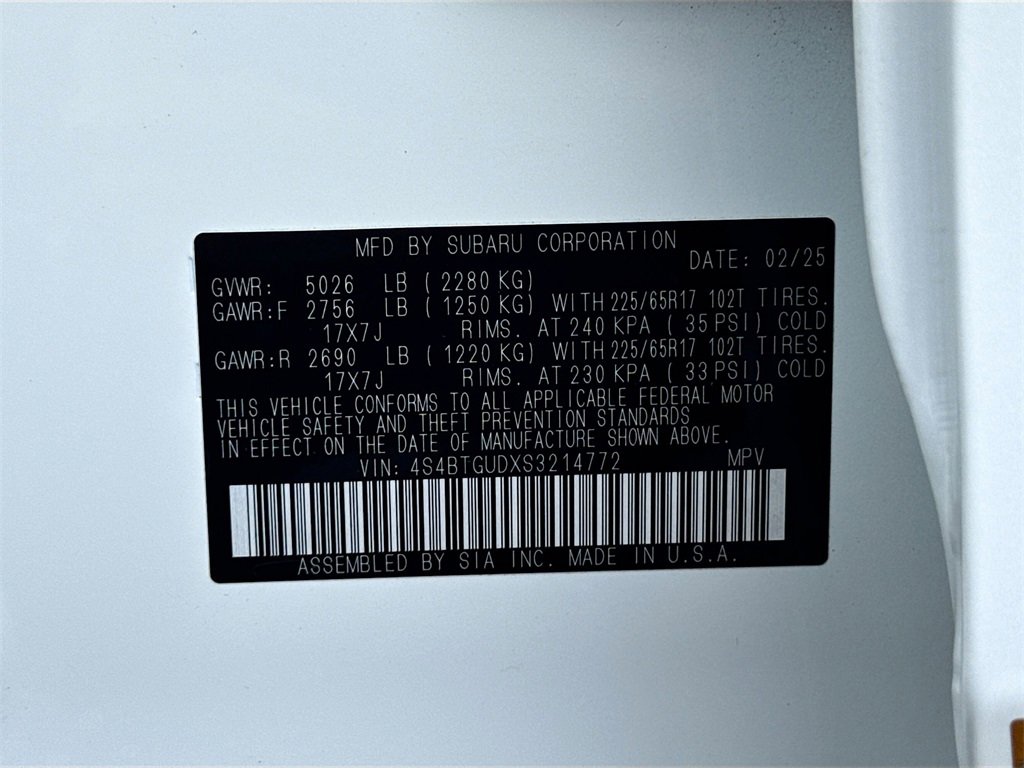 MFD BY SUBARU CORPORATION
DATE: 02/25
GVWR: 5026 LB ( 2280 KG)
GAWR:F 2756 LB ( 1250 KG) WITH 225/65R17 102T TIRES.
17X7J RIMS. AT 240 KPA ( 35 PSI) COLD
GAWR:R 2690 LB ( 1220 KG) WITH 225/65R17 102T TIRES.
17X7J RIMS. AT 230 KPA ( 33 PSI) COLD
THIS VEHICLE CONFORMS TO ALL APPLICABLE FEDERAL MOTOR
VEHICLE SAFETY AND THEFT PREVENTION STANDARDS
IN EFFECT ON THE DATE OF MANUFACTURE SHOWN ABOVE.
VIN: 4S4BTGUDXS3214772 MPV
ASSEMBLED BY SIA INC. MADE IN U.S.A.